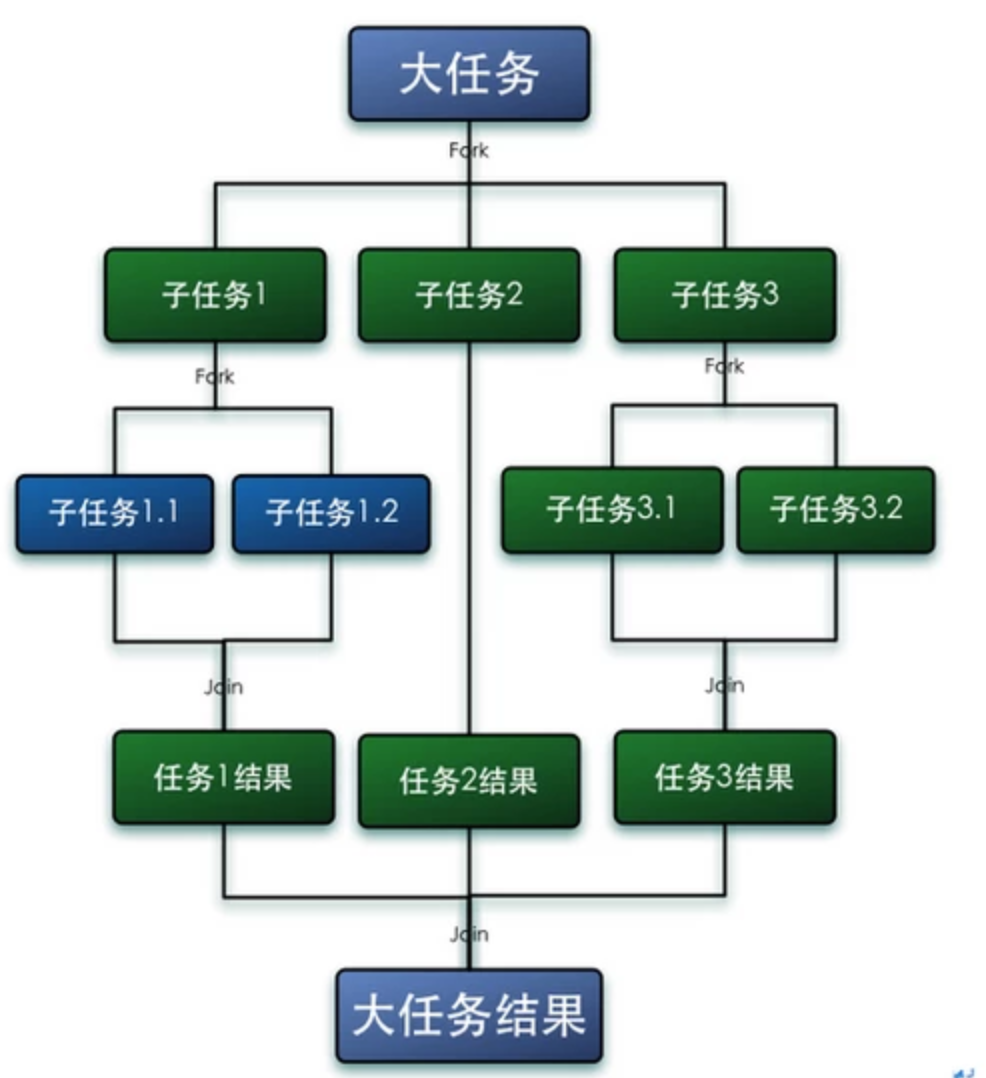 大任务
Fork
子任务1
子任务2
子任务3
Fork
Fork
子任务1.1
子任务1.2
子任务3.1
子任务3.2
Join
Join
任务1结果
任务2结果
任务3结果
Join
大任务结果